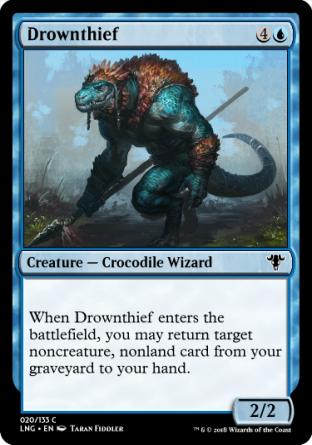 Drownthief 4
Creature — Crocodile Wizard
When Drownthief enters the
battlefield, you may return target
noncreature, nonland card from your
graveyard to your hand.
020/133 C
LNG • EN Taran Fiddler
™ & © 2018 Wizards of the Coast
2/2